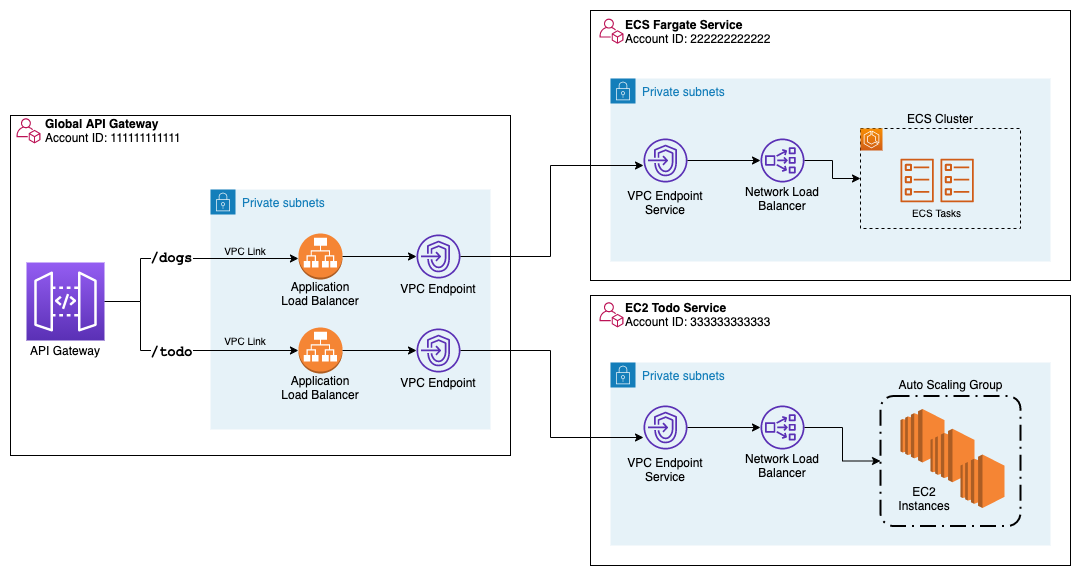 Global API Gateway
Account ID: 11111111111
Private subnets
/dogs
VPC Link
Application
Load Balancer
VPC Endpoint
API Gateway
/todo
VPC Link
Application
Load Balancer
VPC Endpoint
ECS Fargate Service
Account ID: 222222222222
Private subnets
ECS Cluster
VPC Endpoint
Service
Network Load
Balancer
ECS Tasks
EC2 Todo Service
Account ID: 333333333333
Private subnets
Auto Scaling Group
VPC Endpoint
Service
Network Load
Balancer
EC2
Instances